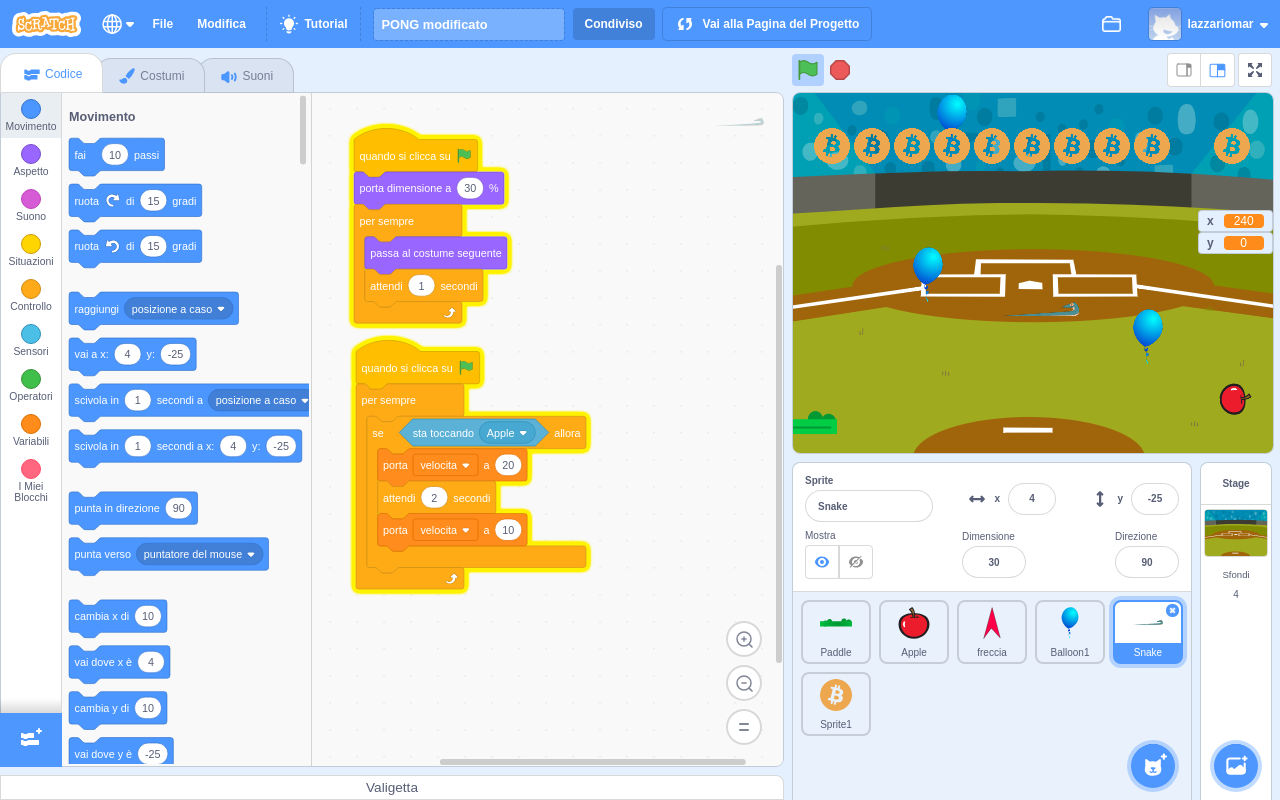 SCRATCH
File
Modifica
Tutorial
PONG modificato
Condiviso
Vai alla Pagina del Progetto
lazzariomar
Codice
Costumi
Suoni
Movimento
Aspetto
Suono
Situazioni
Controllo
Sensori
Operatori
Variabili
I Miei
Blocchi
Movimento
fai 10 passi
ruota di 15 gradi
ruota di 15 gradi
raggiungi posizione a caso
vai a x: 4 y: -25
scivola in 1 secondi a posizione a caso
scivola in 1 secondi a x: 4 y: -25
punta in direzione 90
punta verso puntatore del mouse
cambia x di 10
vai dove x è 4
cambia y di 10
vai dove y è -25
quando si clicca su
porta dimensione a 30 %
per sempre
passa al costume seguente
attendi 1 secondi
quando si clicca su
per sempre
se sta toccando Apple allora
porta velocita a 20
attendi 2 secondi
porta velocita a 10
Valigetta
x 240
y 0
Sprite
Snake
x 4
y -25
Mostra
Dimensione
30
Direzione
90
Paddle
Apple
freccia
Balloon1
Snake
Sprite1
Stage
Sfondi
4